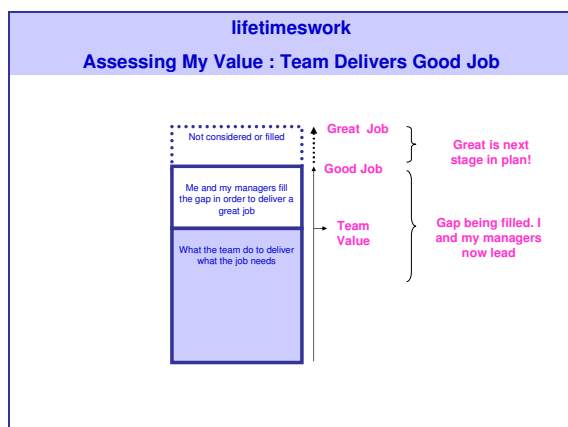 lifetimeswork
Assessing My Value : Team Delivers Good Job
Not considered or filled
Great Job
Great is next
stage in plan!
Good Job
Me and my managers fill
the gap in order to deliver a
great job
Team
Value
Gap being filled. I
and my managers
now lead
What the team do to deliver
what the job needs